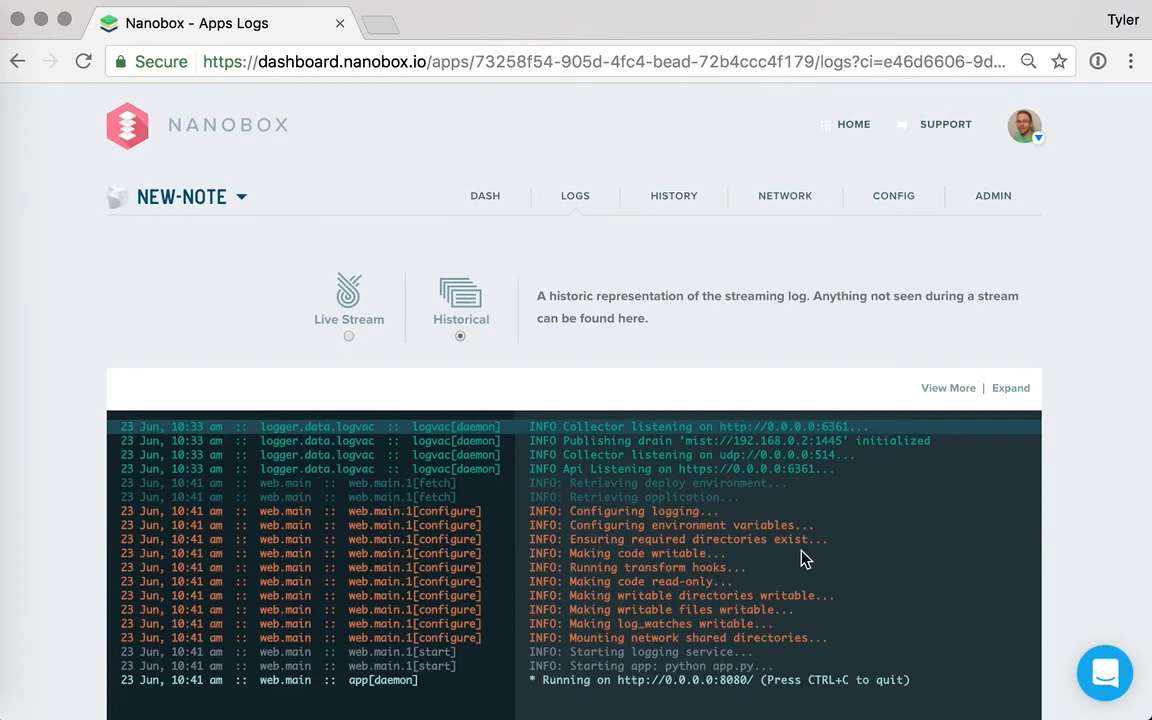 Nanobox - Apps Logs
Tyler
Secure https://dashboard.nanobox.io/apps/73258f54-905d-4fc4-bead-72b4ccc4f179/logs?ci=e46d6606-9d...
NANOBOX
HOME SUPPORT
NEW-NOTE DASH LOGS HISTORY NETWORK CONFIG ADMIN
Live Stream Historical
A historic representation of the streaming log. Anything not seen during a stream
can be found here.
View More | Expand
23 Jun, 10:33 am :: logger.data.logvac :: logvac[daemon] INFO Collector listening on http://0.0.0.0:6361...
23 Jun, 10:33 am :: logger.data.logvac :: logvac[daemon] INFO Publishing drain 'mist://192.168.0.2:1445' initialized
23 Jun, 10:33 am :: logger.data.logvac :: logvac[daemon] INFO Collector listening on udp://0.0.0.0:514...
23 Jun, 10:33 am :: logger.data.logvac :: logvac[daemon] INFO Api Listening on https://0.0.0.0:6361...
23 Jun, 10:41 am :: web.main :: web.main.1[fetch] INFO: Retrieving deploy environment...
23 Jun, 10:41 am :: web.main :: web.main.1[fetch] INFO: Retrieving application...
23 Jun, 10:41 am :: web.main :: web.main.1[configure] INFO: Configuring logging...
23 Jun, 10:41 am :: web.main :: web.main.1[configure] INFO: Configuring environment variables...
23 Jun, 10:41 am :: web.main :: web.main.1[configure] INFO: Ensuring required directories exist...
23 Jun, 10:41 am :: web.main :: web.main.1[configure] INFO: Making code writable...
23 Jun, 10:41 am :: web.main :: web.main.1[configure] INFO: Running transform hooks...
23 Jun, 10:41 am :: web.main :: web.main.1[configure] INFO: Making code read-only...
23 Jun, 10:41 am :: web.main :: web.main.1[configure] INFO: Making writable directories writable...
23 Jun, 10:41 am :: web.main :: web.main.1[configure] INFO: Making writable files writable...
23 Jun, 10:41 am :: web.main :: web.main.1[configure] INFO: Making log_watches writable...
23 Jun, 10:41 am :: web.main :: web.main.1[configure] INFO: Mounting network shared directories...
23 Jun, 10:41 am :: web.main :: web.main.1[start] INFO: Starting logging service...
23 Jun, 10:41 am :: web.main :: web.main.1[start] INFO: Starting app: python app.py...
23 Jun, 10:41 am :: web.main :: app[daemon] * Running on http://0.0.0.0:8080/ (Press CTRL+C to quit)